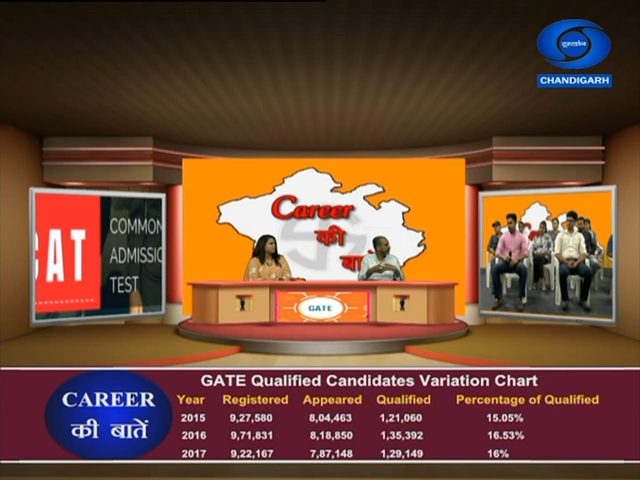 दूरदर्शन
CHANDIGARH
Career
की
CAT
COMMON
ADMISSION
TEST
GATE
GATE Qualified Candidates Variation Chart
CAREER
की बातें
Year Registered Appeared Qualified Percentage of Qualified
2015 9,27,580 8,04,463 1,21,060 15.05%
2016 9,71,831 8,18,850 1,35,392 16.53%
2017 9,22,167 7,87,148 1,29,149 16%